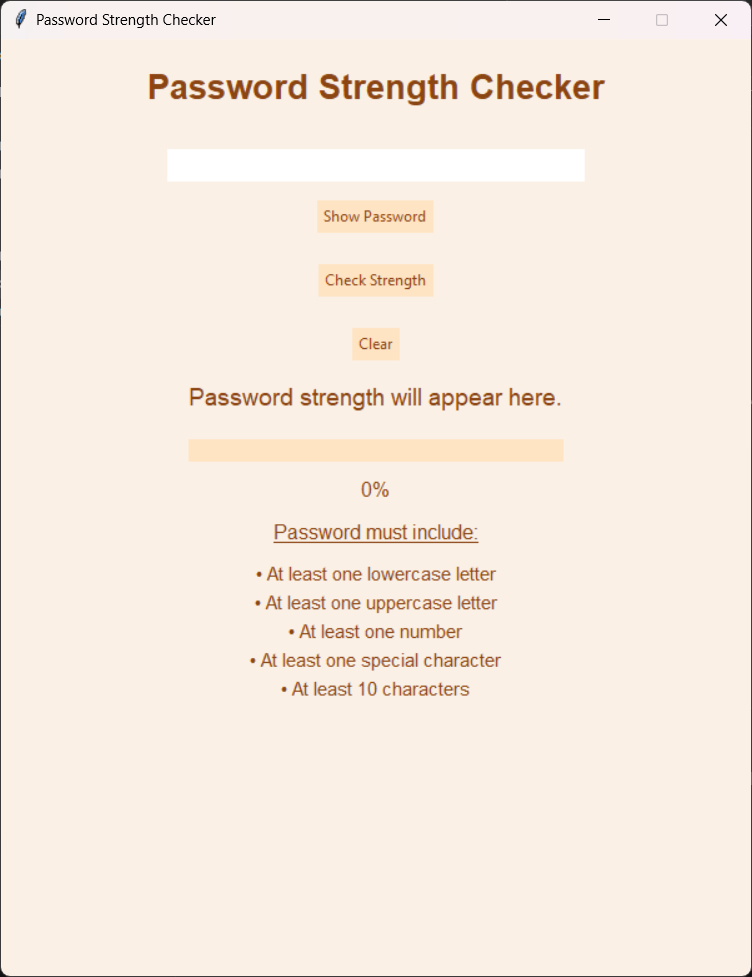 Password Strength Checker
Password Strength Checker
Show Password
Check Strength
Clear
Password strength will appear here.
0%
Password must include:
• At least one lowercase letter
• At least one uppercase letter
• At least one number
• At least one special character
• At least 10 characters